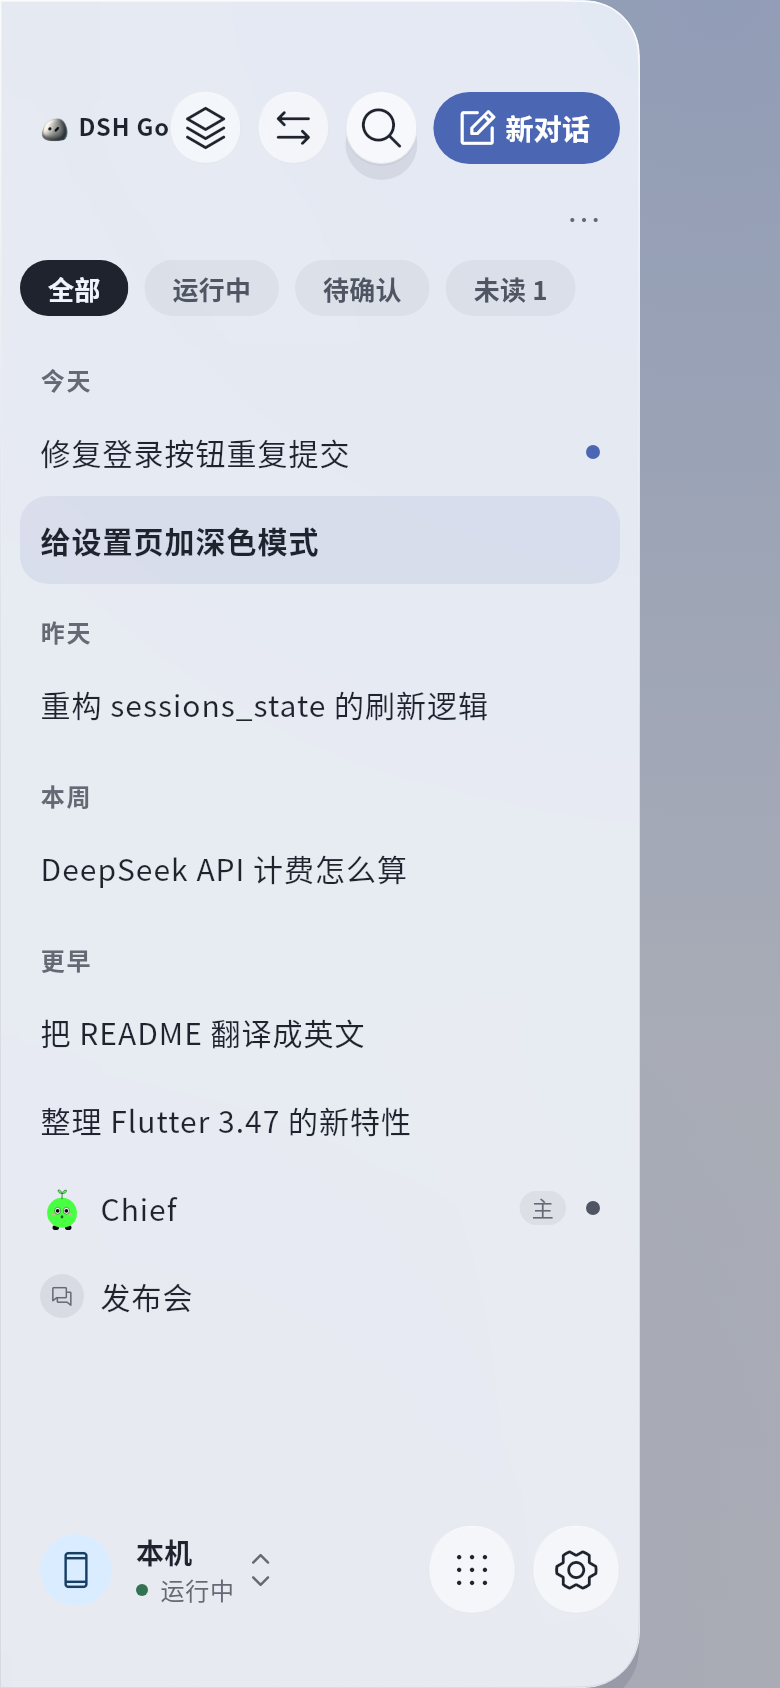 DSH Go
新对话
全部 运行中 待确认 未读 1
今天
修复登录按钮重复提交
给设置页加深色模式
昨天
重构 sessions_state 的刷新逻辑
本周
DeepSeek API 计费怎么算
更早
把 README 翻译成英文
整理 Flutter 3.47 的新特性
Chief 主
发布会
本机
运行中